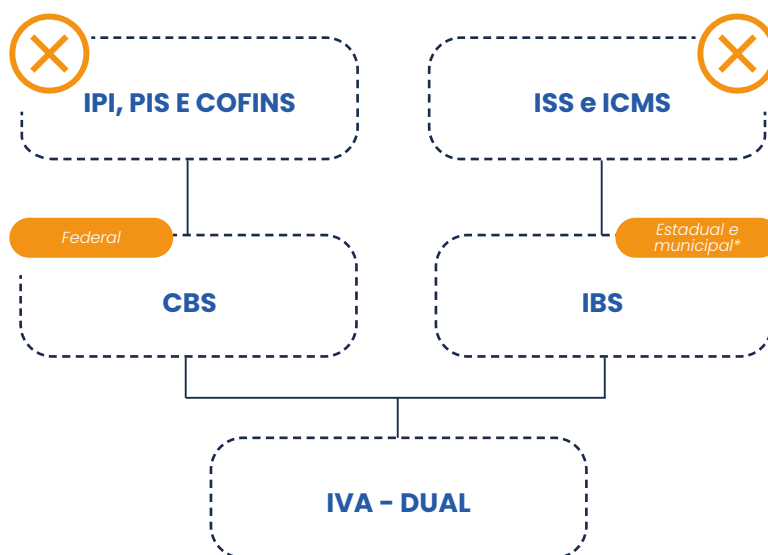 IPI, PIS E COFINS
ISS e ICMS
Federal
Estadual e
municipal*
CBS
IBS
IVA - DUAL